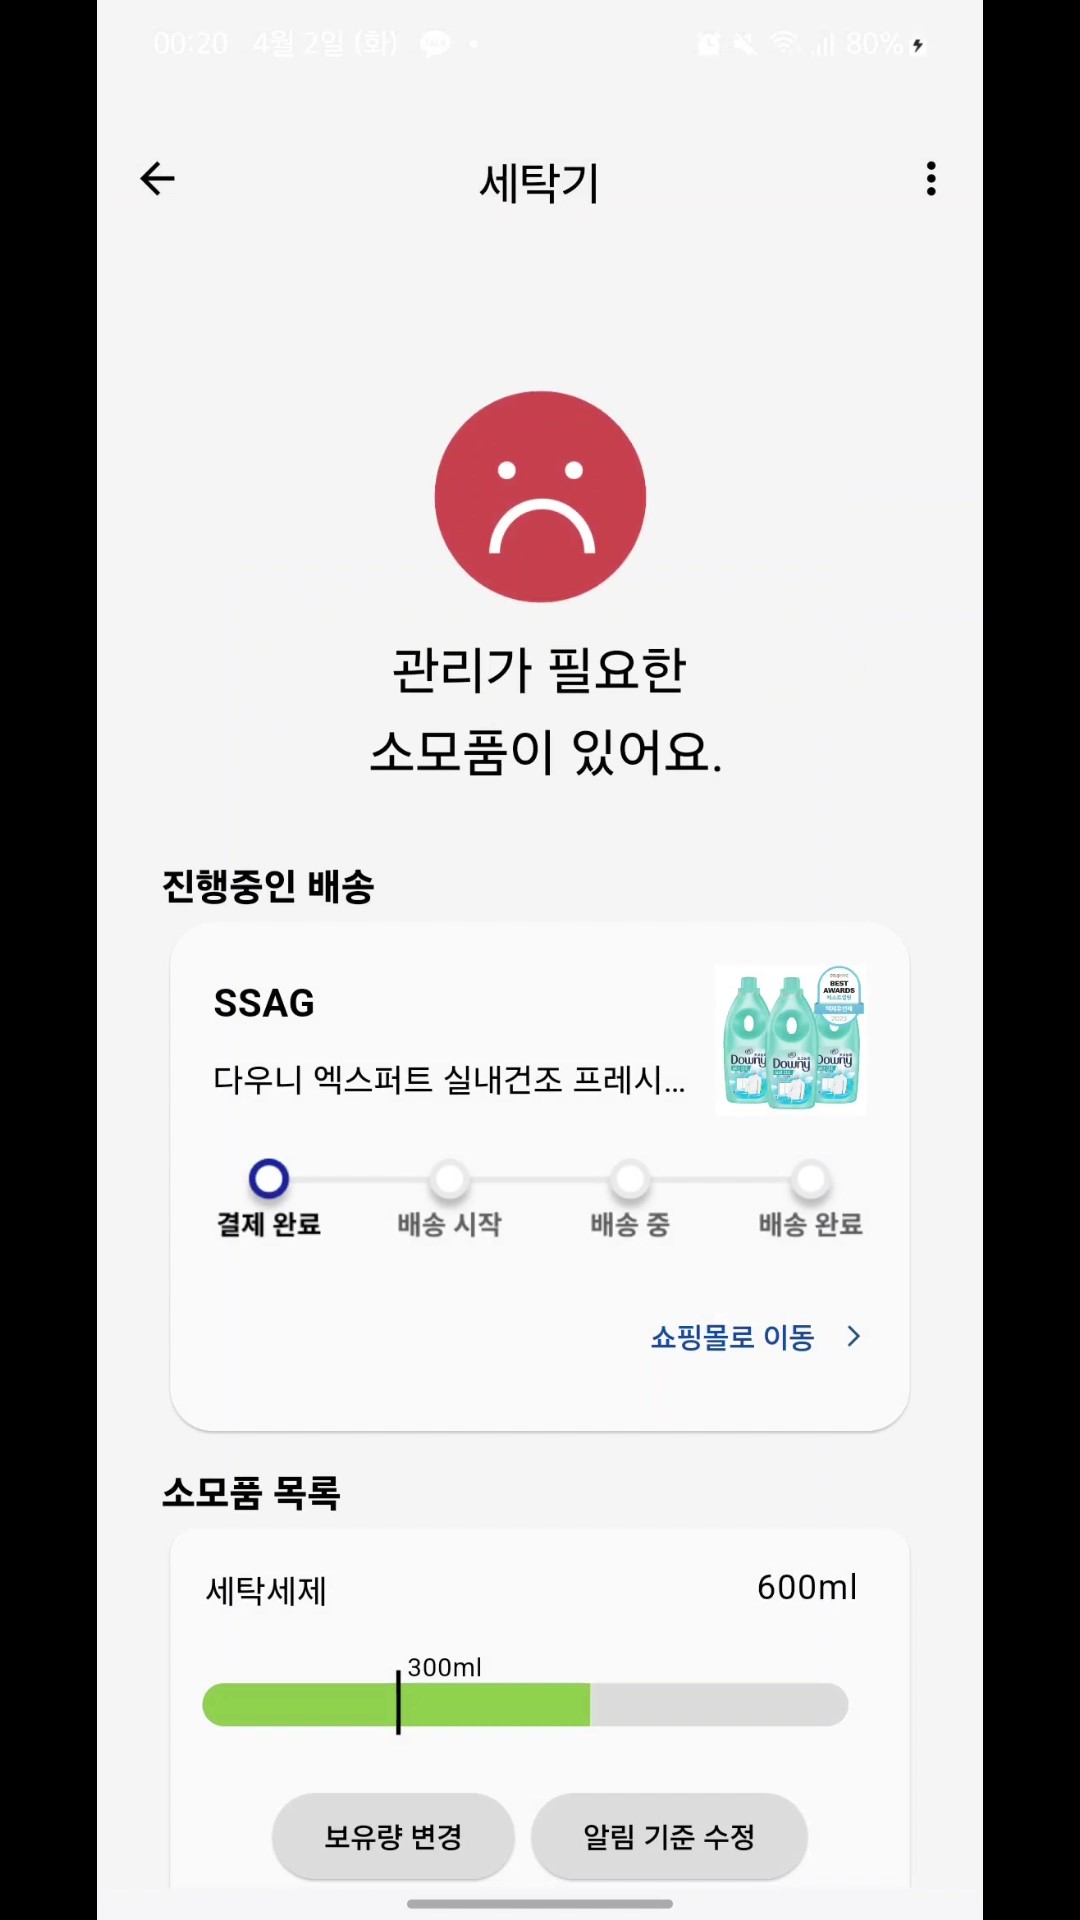 00:20 4월 2일 (화) 80%
세탁기
관리가 필요한
소모품이 있어요.
진행중인 배송
SSAG
다우니 엑스퍼트 실내건조 프레시...
BEST
AWARDS
2023
Downy Downy Downy
결제 완료 배송 시작 배송 중 배송 완료
쇼핑몰로 이동
소모품 목록
세탁세제 600ml
300ml
보유량 변경 알림 기준 수정